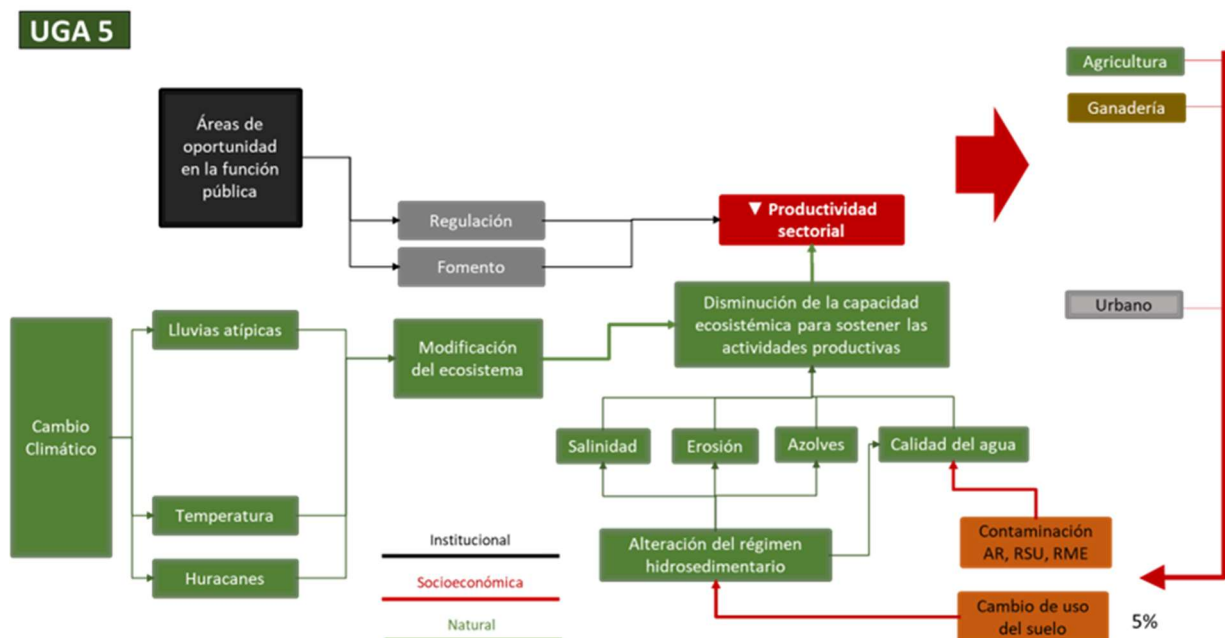 UGA 5
Áreas de
oportunidad
en la función
pública
Regulación
Fomento
▼ Productividad
sectorial
Agricultura
Ganadería
Urbano
Cambio
Climático
Lluvias atípicas
Temperatura
Huracanes
Modificación
del ecosistema
Disminución de la capacidad
ecosistémica para sostener las
actividades productivas
Salinidad
Erosión
Azolves
Calidad del agua
Alteración del régimen
hidrosedimentario
Contaminación
AR, RSU, RME
Cambio de uso
del suelo
5%
Institucional
Socioeconómica
Natural